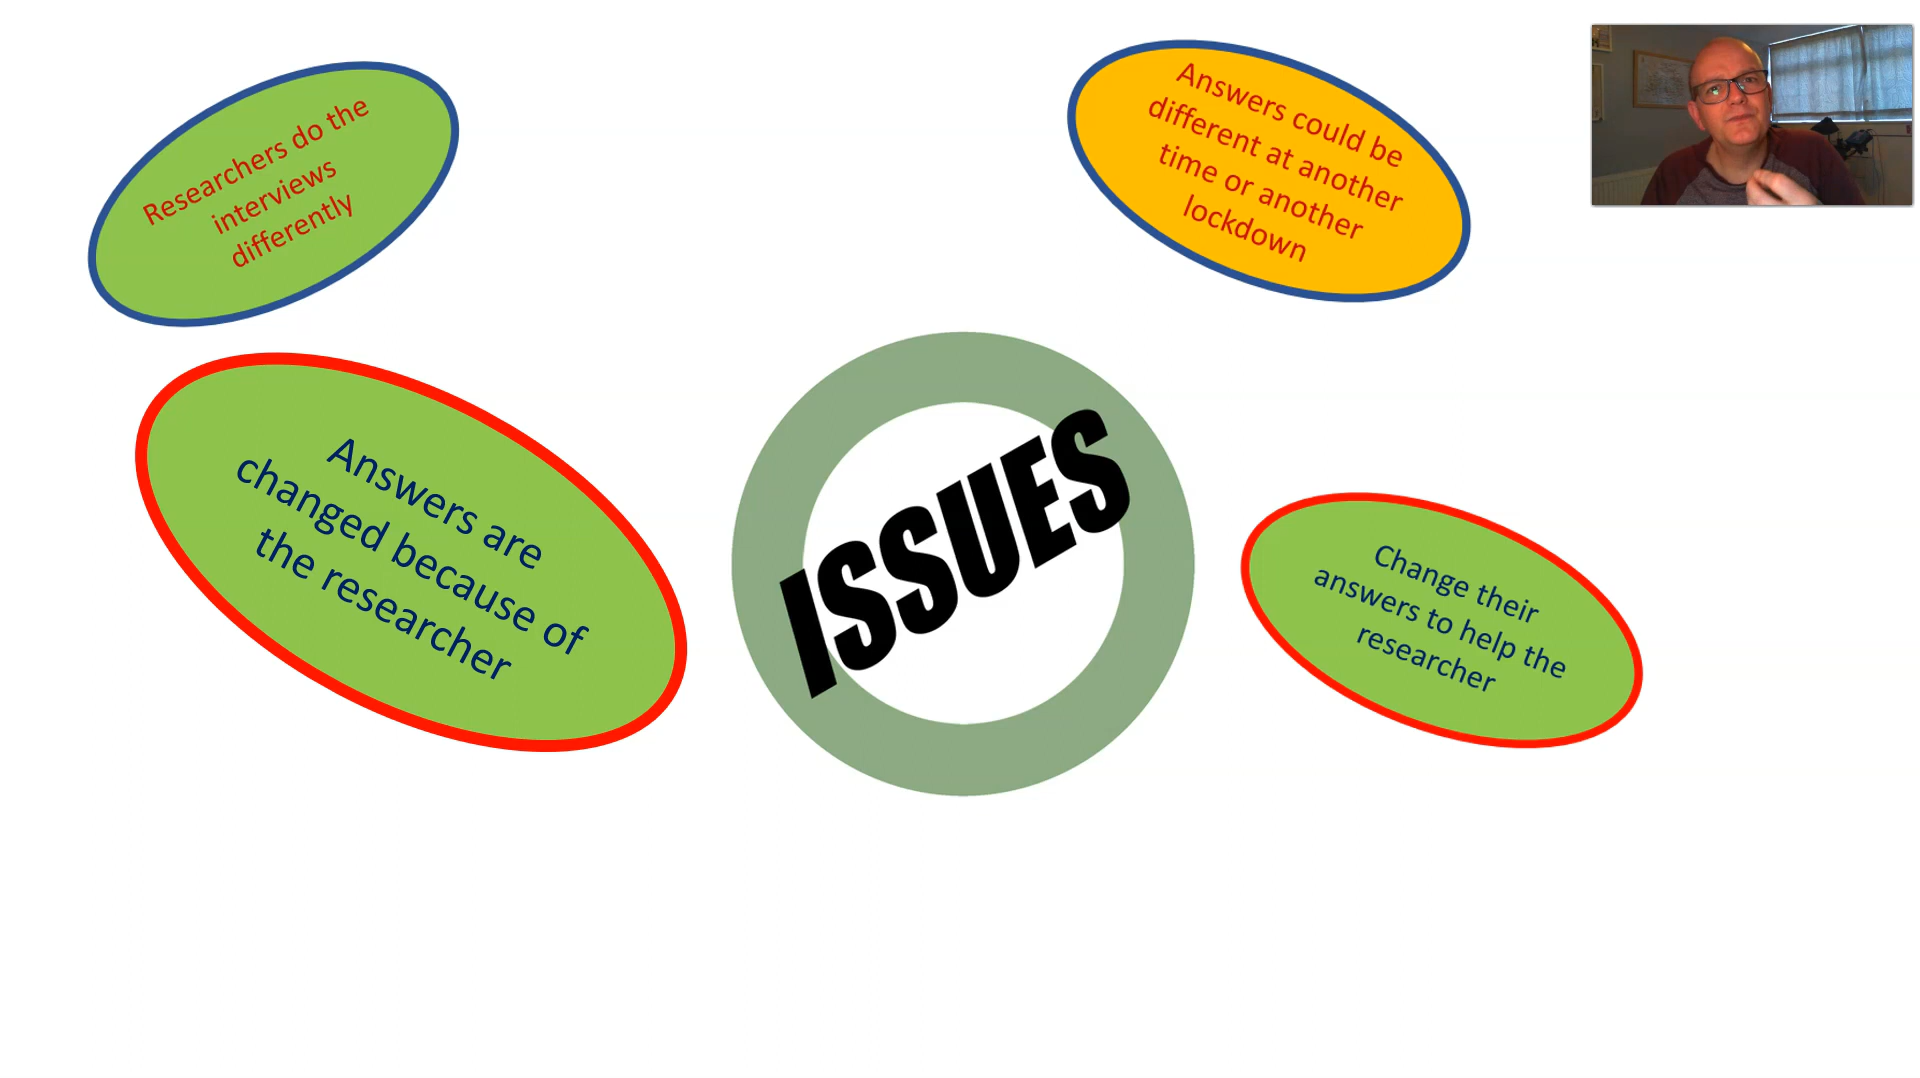 Researchers do the
interviews
differently
Answers could be
different at another
time or another
lockdown
Answers are
changed because of
the researcher
ISSUES
Change their
answers to help the
researcher